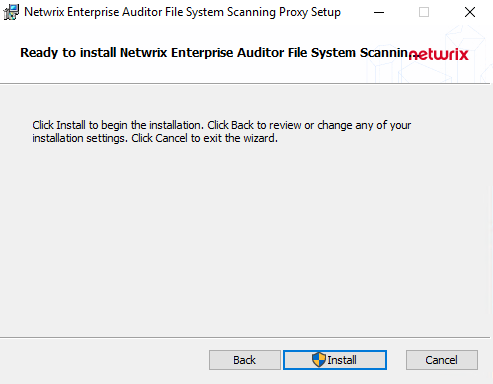 Netwrix Enterprise Auditor File System Scanning Proxy Setup
Ready to install Netwrix Enterprise Auditor File System Scannin...
netwrix
Click Install to begin the installation. Click Back to review or change any of your
installation settings. Click Cancel to exit the wizard.
Back
Install
Cancel